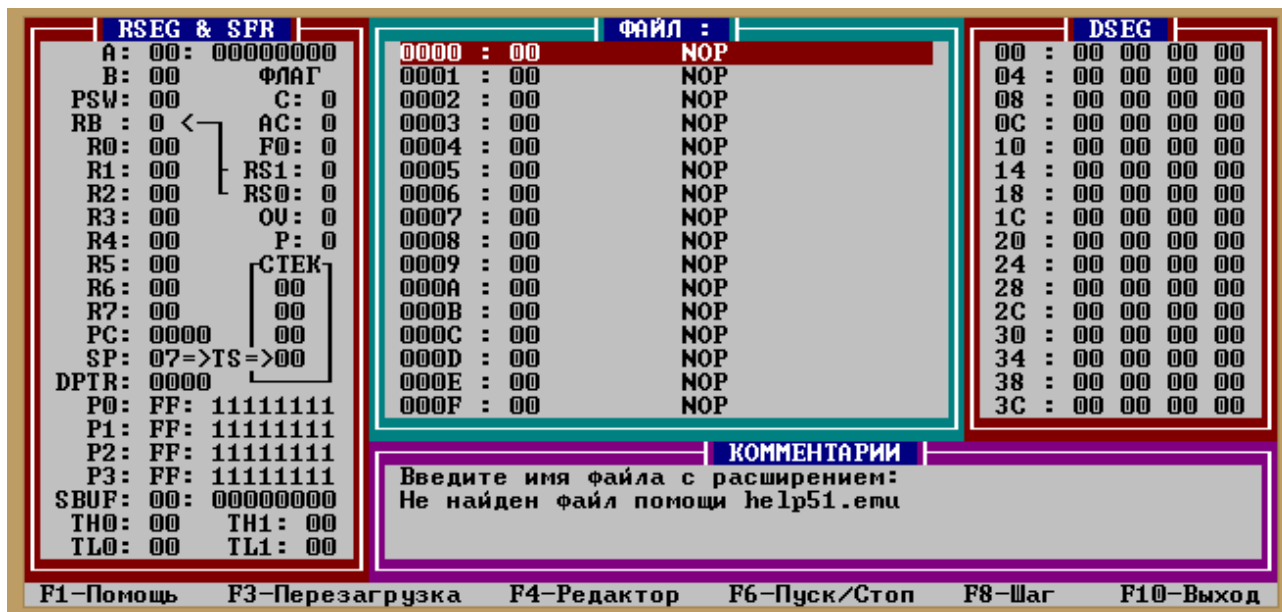 RSEG & SFR
A: 00: 00000000
B: 00 ФЛАГ
PSW: 00 C: 0
RB : 0 <─ AC: 0
R0: 00 F0: 0
R1: 00 RS1: 0
R2: 00 RS0: 0
R3: 00 OV: 0
R4: 00 P: 0
R5: 00 СТЕК
R6: 00 00
R7: 00 00
PC: 0000 00
SP: 07=>TS=>00
DPTR: 0000
P0: FF: 11111111
P1: FF: 11111111
P2: FF: 11111111
P3: FF: 11111111
SBUF: 00: 00000000
TH0: 00 TH1: 00
TL0: 00 TL1: 00
ФАЙЛ :
0000 : 00 NOP
0001 : 00 NOP
0002 : 00 NOP
0003 : 00 NOP
0004 : 00 NOP
0005 : 00 NOP
0006 : 00 NOP
0007 : 00 NOP
0008 : 00 NOP
0009 : 00 NOP
000A : 00 NOP
000B : 00 NOP
000C : 00 NOP
000D : 00 NOP
000E : 00 NOP
000F : 00 NOP
DSEG
00 : 00 00 00 00
04 : 00 00 00 00
08 : 00 00 00 00
0C : 00 00 00 00
10 : 00 00 00 00
14 : 00 00 00 00
18 : 00 00 00 00
1C : 00 00 00 00
20 : 00 00 00 00
24 : 00 00 00 00
28 : 00 00 00 00
2C : 00 00 00 00
30 : 00 00 00 00
34 : 00 00 00 00
38 : 00 00 00 00
3C : 00 00 00 00
КОММЕНТАРИИ
Введите имя файла с расширением:
Не найден файл помощи help51.emu
F1-Помощь F3-Перезагрузка F4-Редактор F6-Пуск/Стоп F8-Шаг F10-Выход